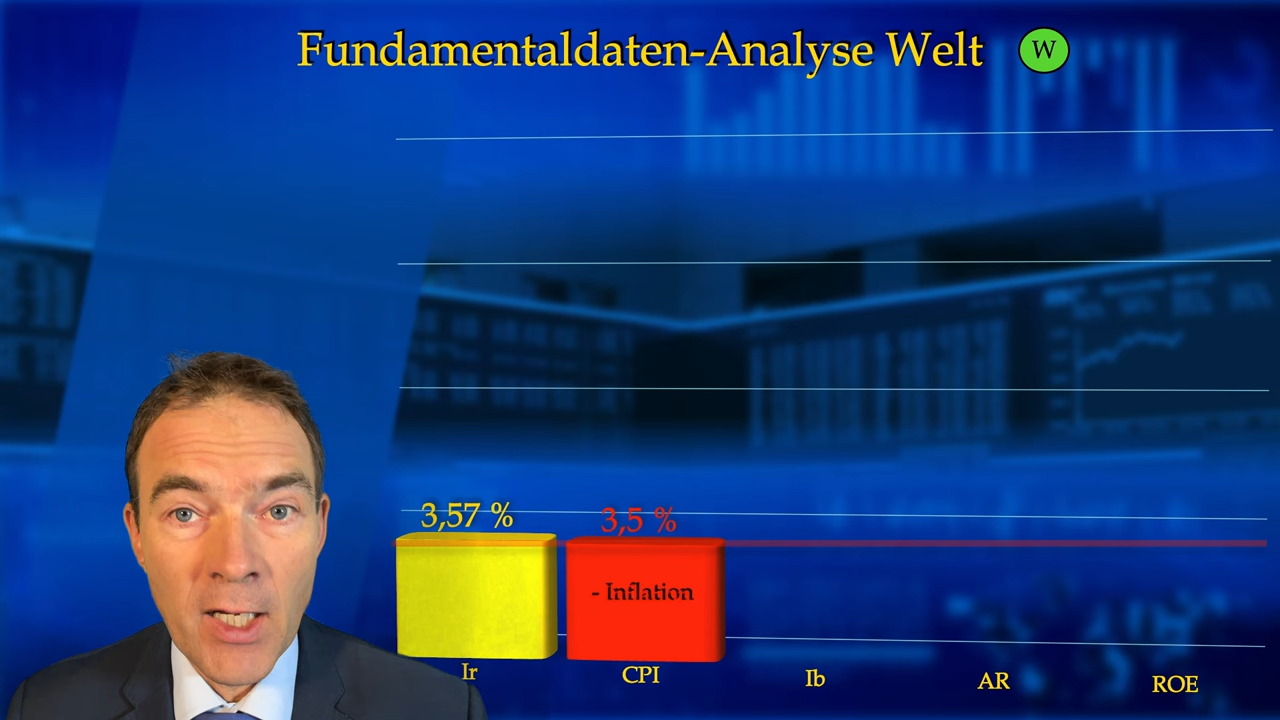 Fundamentaldaten-Analyse Welt W
3,57 % 3,5 %
- Inflation
Ir CPI Ib AR ROE